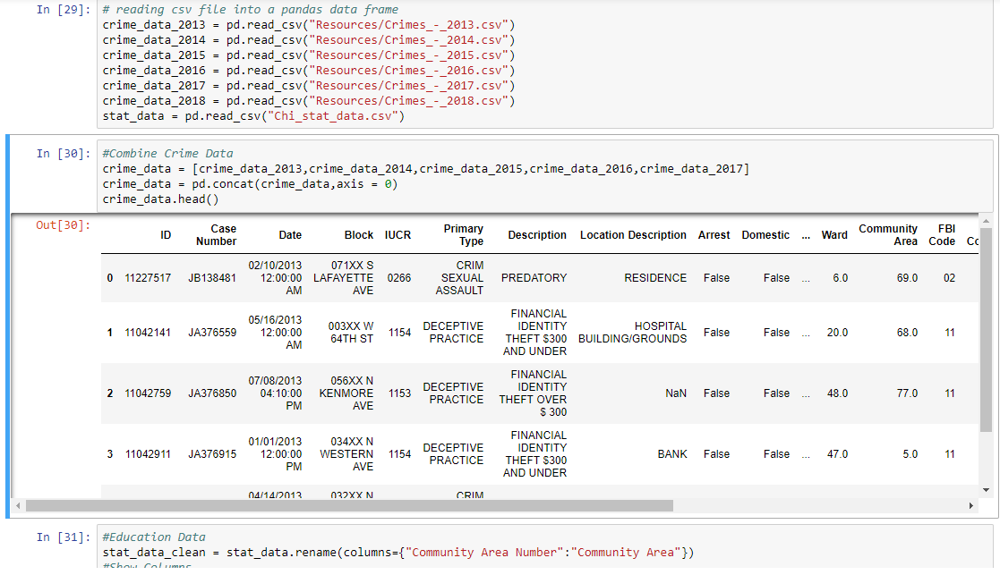 In [29]: # reading csv file into a pandas data frame
crime_data_2013 = pd.read_csv("Resources/Crimes_-_2013.csv")
crime_data_2014 = pd.read_csv("Resources/Crimes_-_2014.csv")
crime_data_2015 = pd.read_csv("Resources/Crimes_-_2015.csv")
crime_data_2016 = pd.read_csv("Resources/Crimes_-_2016.csv")
crime_data_2017 = pd.read_csv("Resources/Crimes_-_2017.csv")
crime_data_2018 = pd.read_csv("Resources/Crimes_-_2018.csv")
stat_data = pd.read_csv("Chi_stat_data.csv")
In [30]: #Combine Crime Data
crime_data = [crime_data_2013,crime_data_2014,crime_data_2015,crime_data_2016,crime_data_2017]
crime_data = pd.concat(crime_data,axis = 0)
crime_data.head()
Out[30]:
ID Case Number Date Block IUCR Primary Type Description Location Description Arrest Domestic ... Ward Community Area FBI Code Co
0 11227517 JB138481 02/10/2013 12:00:00 AM 071XX S LAFAYETTE AVE 0266 CRIM SEXUAL ASSAULT PREDATORY RESIDENCE False False ... 6.0 69.0 02
1 11042141 JA376559 05/16/2013 12:00:00 AM 003XX W 64TH ST 1154 DECEPTIVE PRACTICE FINANCIAL IDENTITY THEFT $300 AND UNDER HOSPITAL BUILDING/GROUNDS False False ... 20.0 68.0 11
2 11042759 JA376850 07/08/2013 04:10:00 PM 056XX N KENMORE AVE 1153 DECEPTIVE PRACTICE FINANCIAL IDENTITY THEFT OVER $ 300 NaN False False ... 48.0 77.0 11
3 11042911 JA376915 01/01/2013 12:00:00 PM 034XX N WESTERN AVE 1154 DECEPTIVE PRACTICE FINANCIAL IDENTITY THEFT $300 AND UNDER BANK False False ... 47.0 5.0 11
04/14/2013 032XX N CRIM
In [31]: #Education Data
stat_data_clean = stat_data.rename(columns={"Community Area Number":"Community Area"})
#Show Columns